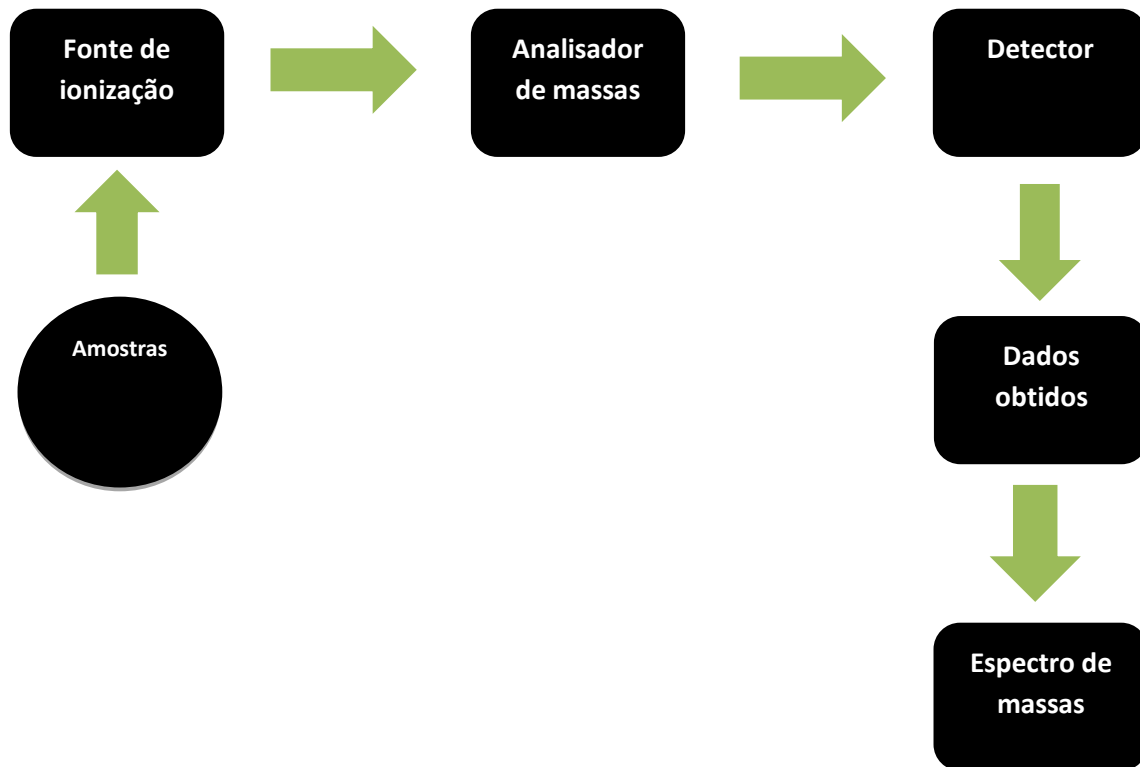 Fonte de
ionização
Analisador
de massas
Detector
Amostras
Dados
obtidos
Espectro de
massas